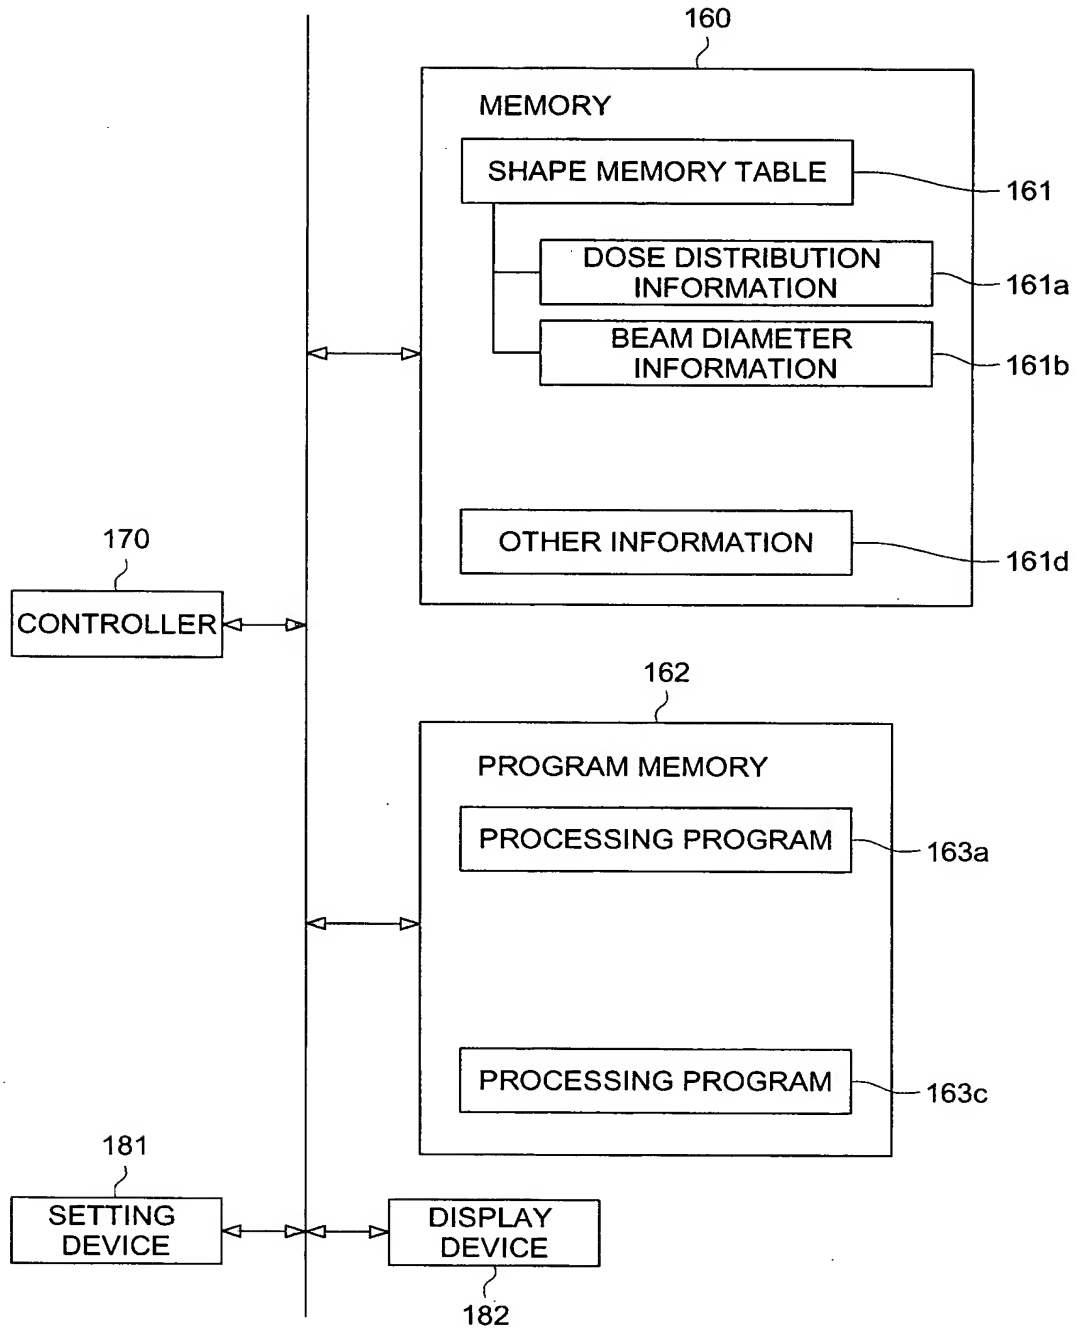 160
MEMORY
SHAPE MEMORY TABLE
161
DOSE DISTRIBUTION
INFORMATION
161a
BEAM DIAMETER
INFORMATION
161b
OTHER INFORMATION
161d
170
CONTROLLER
162
PROGRAM MEMORY
PROCESSING PROGRAM
163a
PROCESSING PROGRAM
163c
181
SETTING
DEVICE
DISPLAY
DEVICE
182